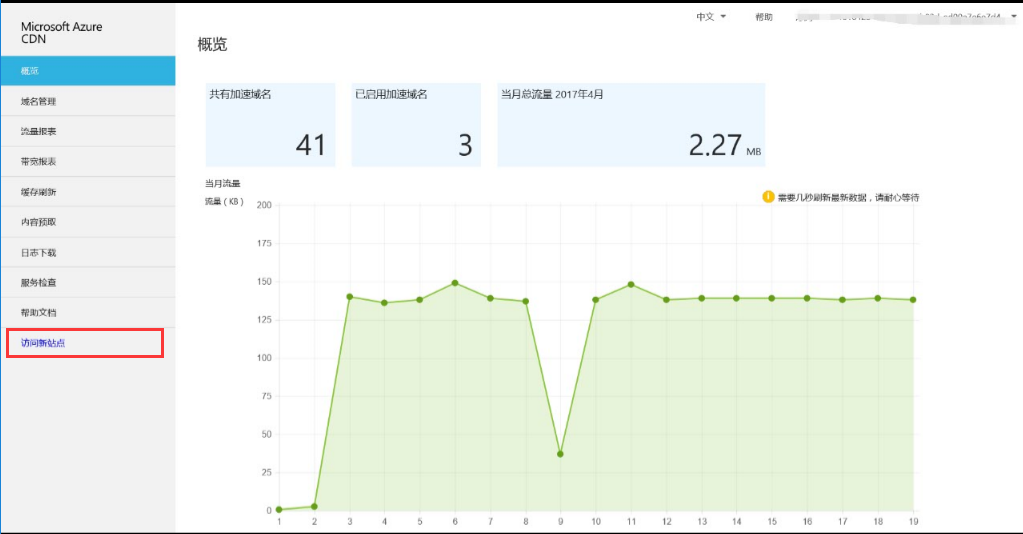 Microsoft Azure
CDN
中文
帮助
概览
概览
域名管理
流量报表
带宽报表
缓存刷新
内容预取
日志下载
服务检查
帮助文档
访问新站点
共有加速域名
41
已启用加速域名
3
当月总流量 2017年4月
2.27 MB
当月流量
流量 ( KB )
需要几秒刷新最新数据，请耐心等待
200
175
150
125
100
75
50
25
0
1 2 3 4 5 6 7 8 9 10 11 12 13 14 15 16 17 18 19